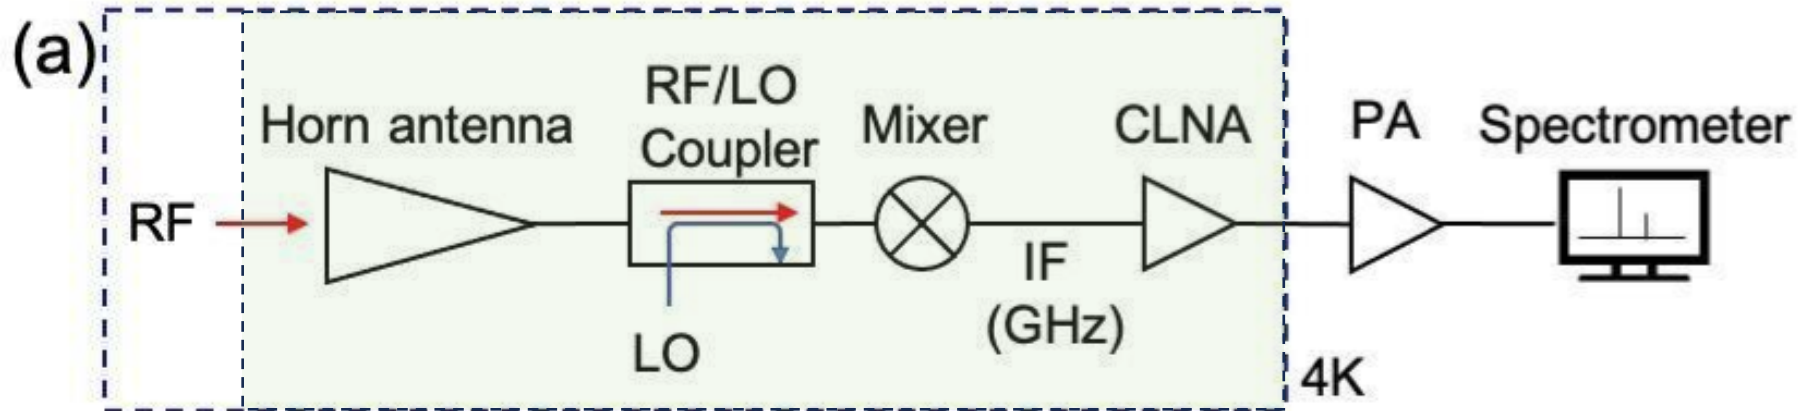 (a)
Horn antenna
RF/LO
Coupler
Mixer
CLNA
PA
Spectrometer
RF
IF
(GHz)
LO
4K